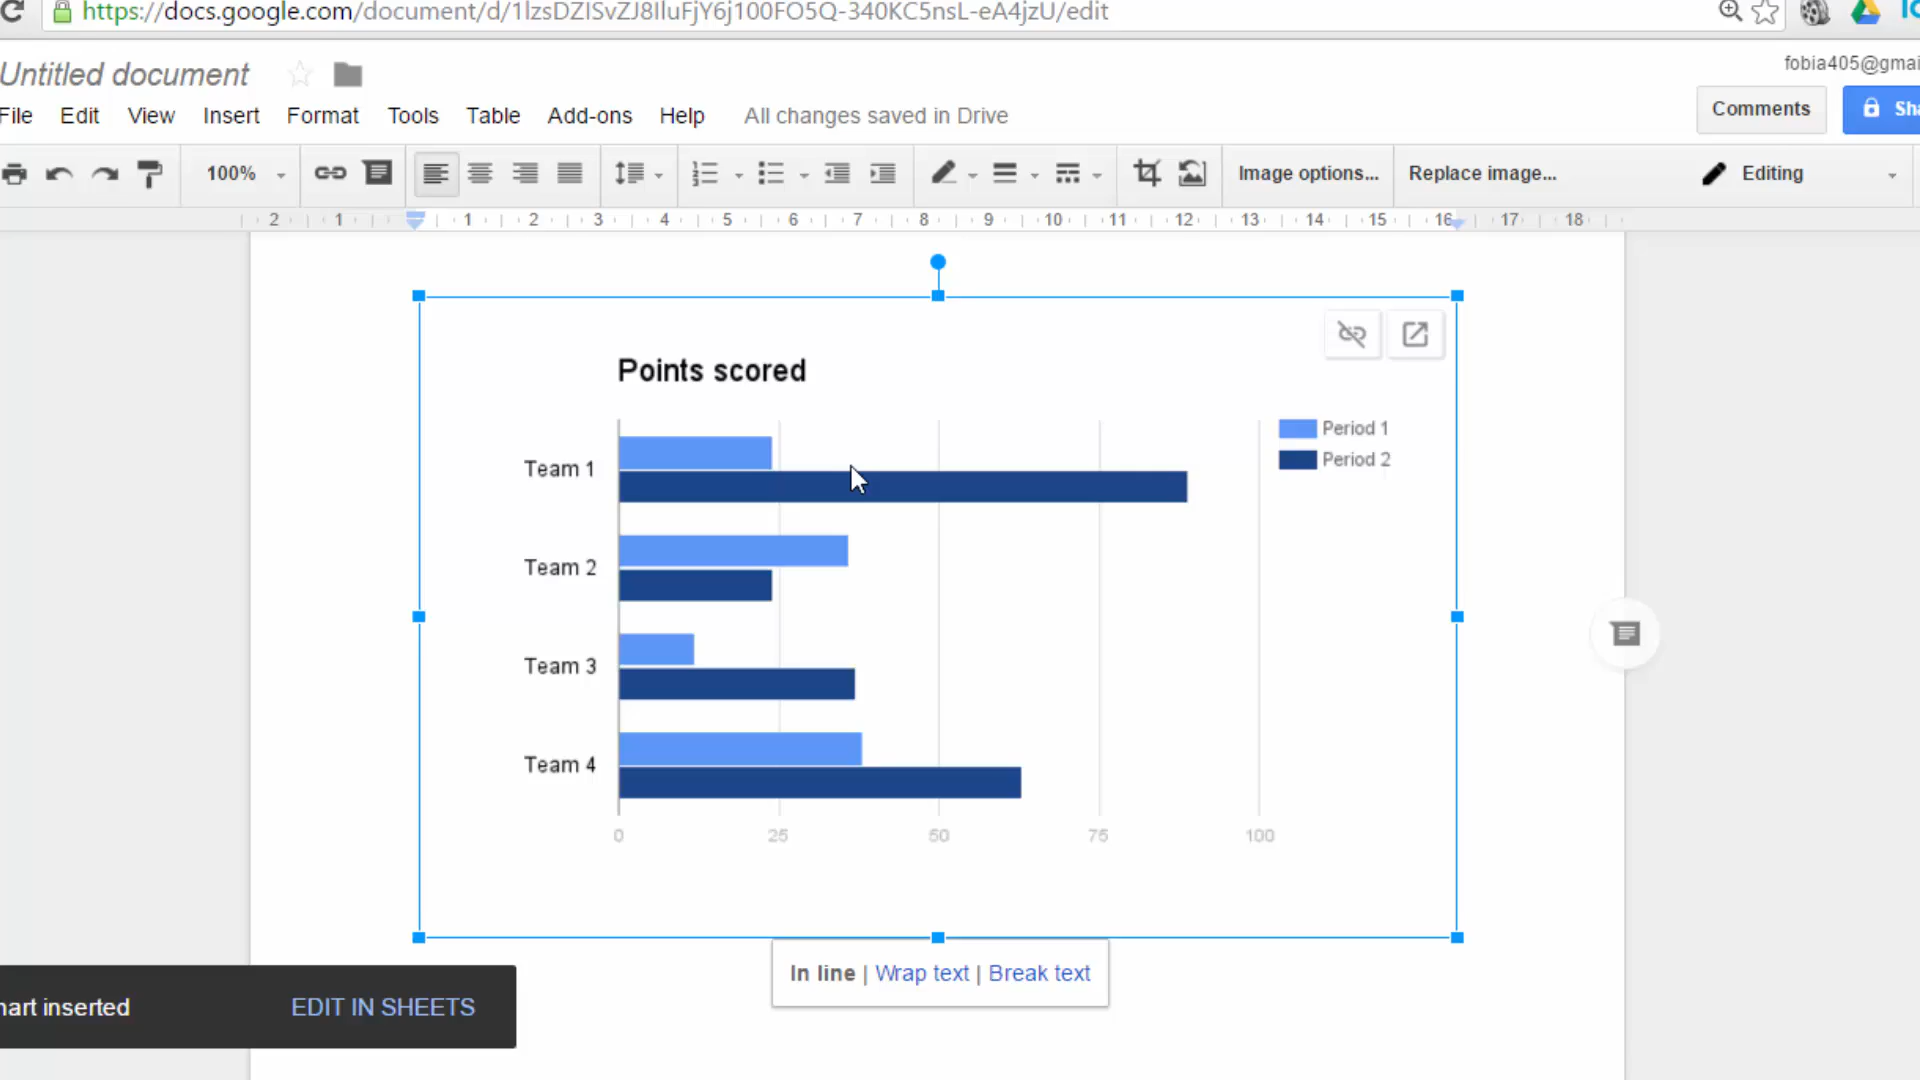 https://docs.google.com/document/d/1lzsDZISvZJ8IluFjY6j100FO5Q-340KC5nsL-eA4jzU/edit
Untitled document
fobia405@gmai
File Edit View Insert Format Tools Table Add-ons Help All changes saved in Drive
Comments Sha
100% Image options... Replace image... Editing
2 1 1 2 3 4 5 6 7 8 9 10 11 12 13 14 15 16 17 18
Points scored
Period 1
Period 2
Team 1
Team 2
Team 3
Team 4
0 25 50 75 100
In line | Wrap text | Break text
hart inserted EDIT IN SHEETS